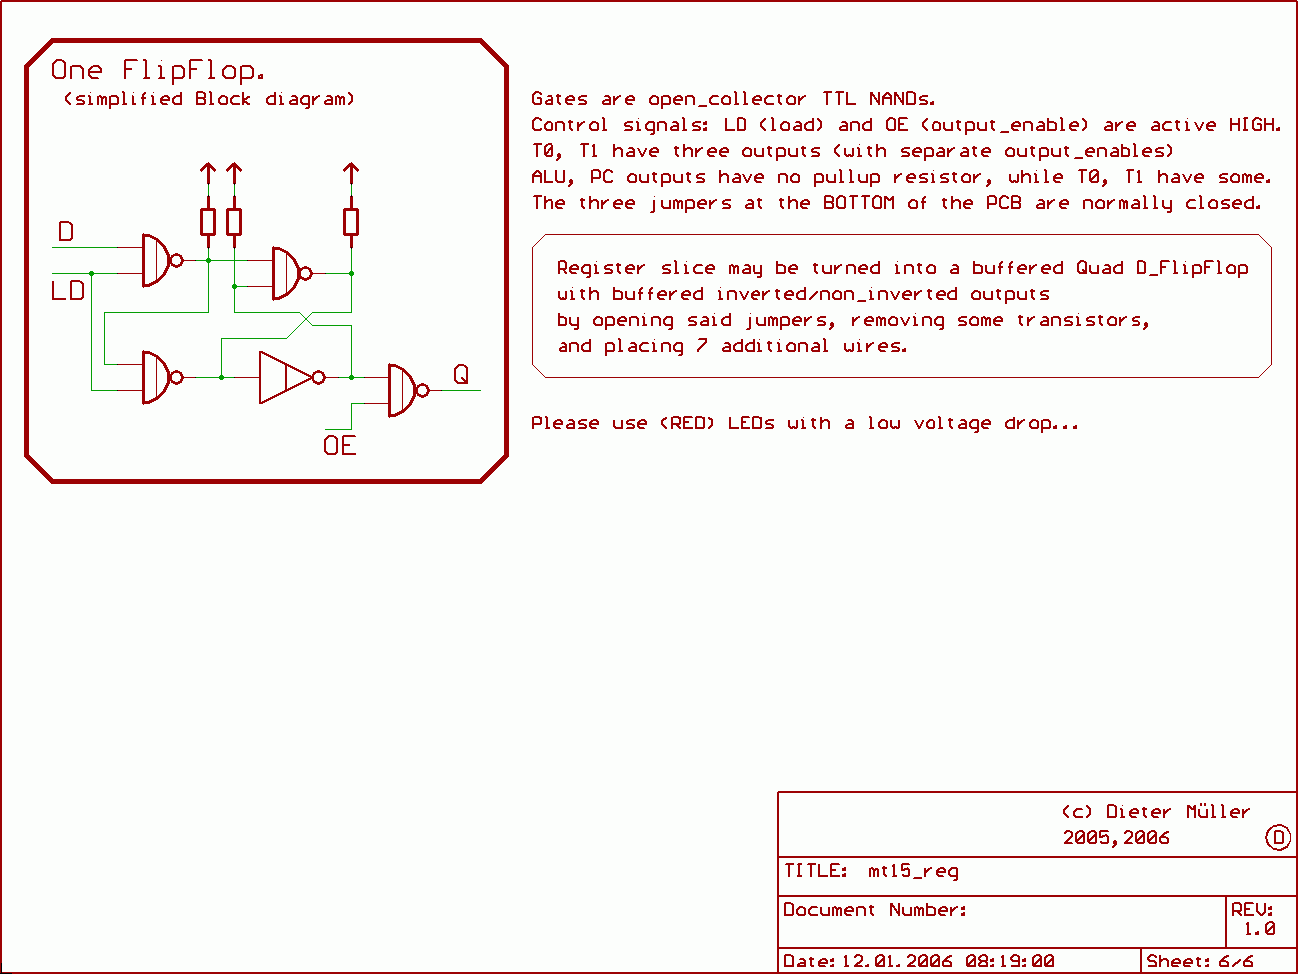 One FlipFlop.
(simplified Block diagram)
D
LD
Q
OE
Gates are open_collector TTL NANDs.
Control signals: LD (load) and OE (output_enable) are active HIGH.
T0, T1 have three outputs (with separate output_enables)
ALU, PC outputs have no pullup resistor, while T0, T1 have some.
The three jumpers at the BOTTOM of the PCB are normally closed.
Register slice may be turned into a buffered Quad D_FlipFlop
with buffered inverted/non_inverted outputs
by opening said jumpers, removing some transistors,
and placing 7 additional wires.
Please use (RED) LEDs with a low voltage drop...
(c) Dieter Müller
2005,2006
D
TITLE: mt15_reg
Document Number:
REV:
1.0
Date: 12.01.2006 08:19:00
Sheet: 6/6